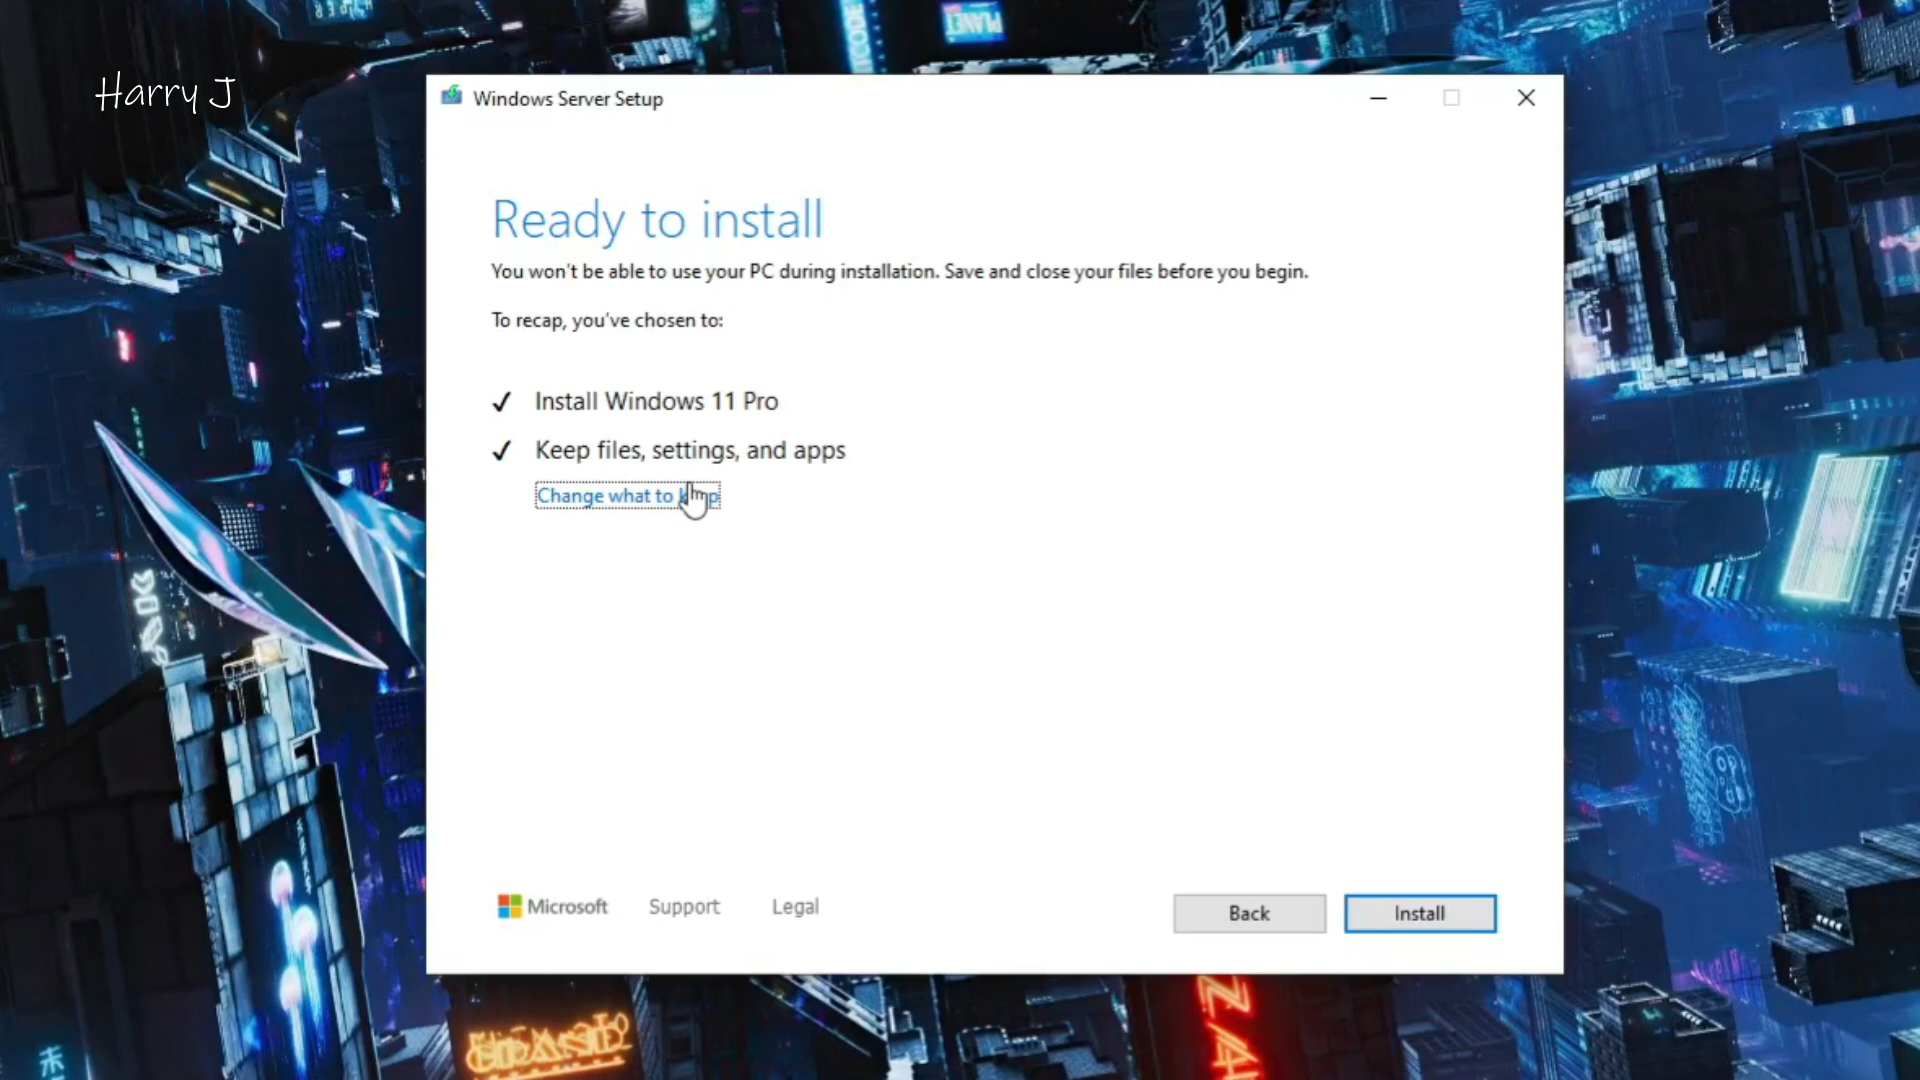 Harry J
Windows Server Setup
Ready to install
You won't be able to use your PC during installation. Save and close your files before you begin.
To recap, you've chosen to:
Install Windows 11 Pro
Keep files, settings, and apps
Change what to
Microsoft Support Legal
Back Install